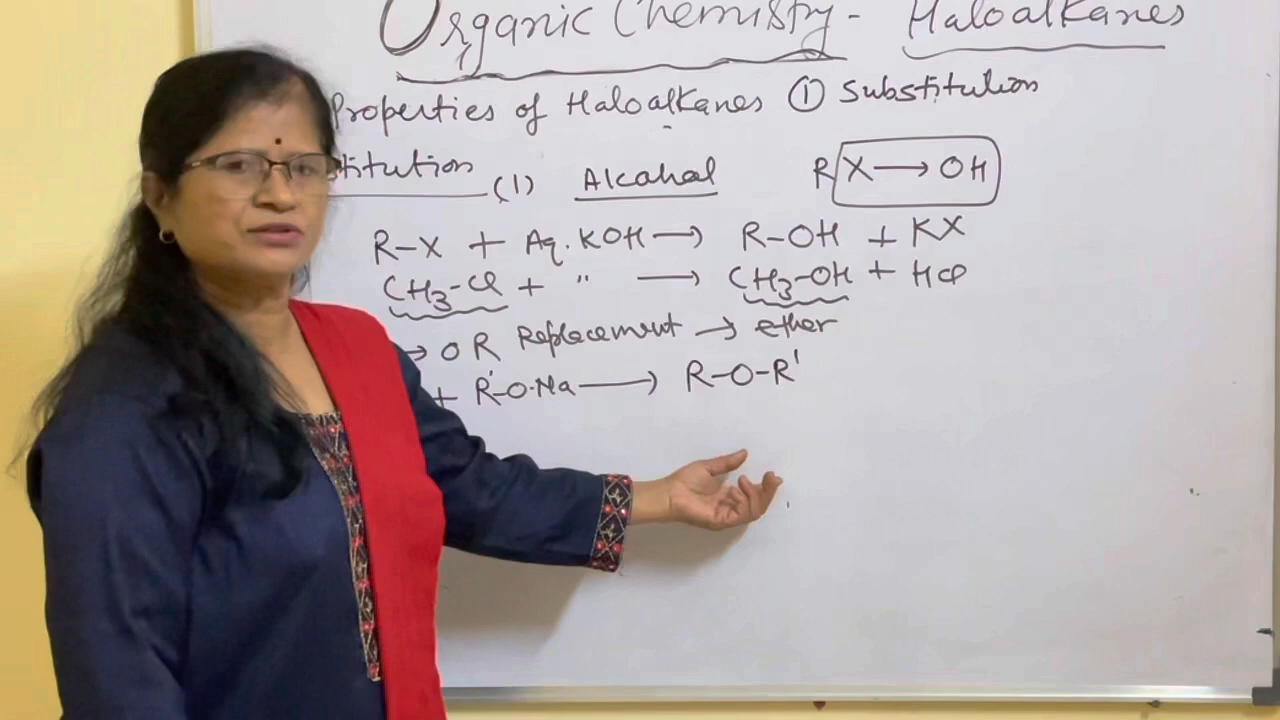 Organic Chemistry - Haloalkanes
Properties of Haloalkanes ① Substitution
stitution (1) Alcahal R X → OH
R-X + Aq. KOH → R-OH + KX
CH3-Cl + " → CH3-OH + HCl
→ OR Replacement → ether
+ R'-O·Na → R-O-R'